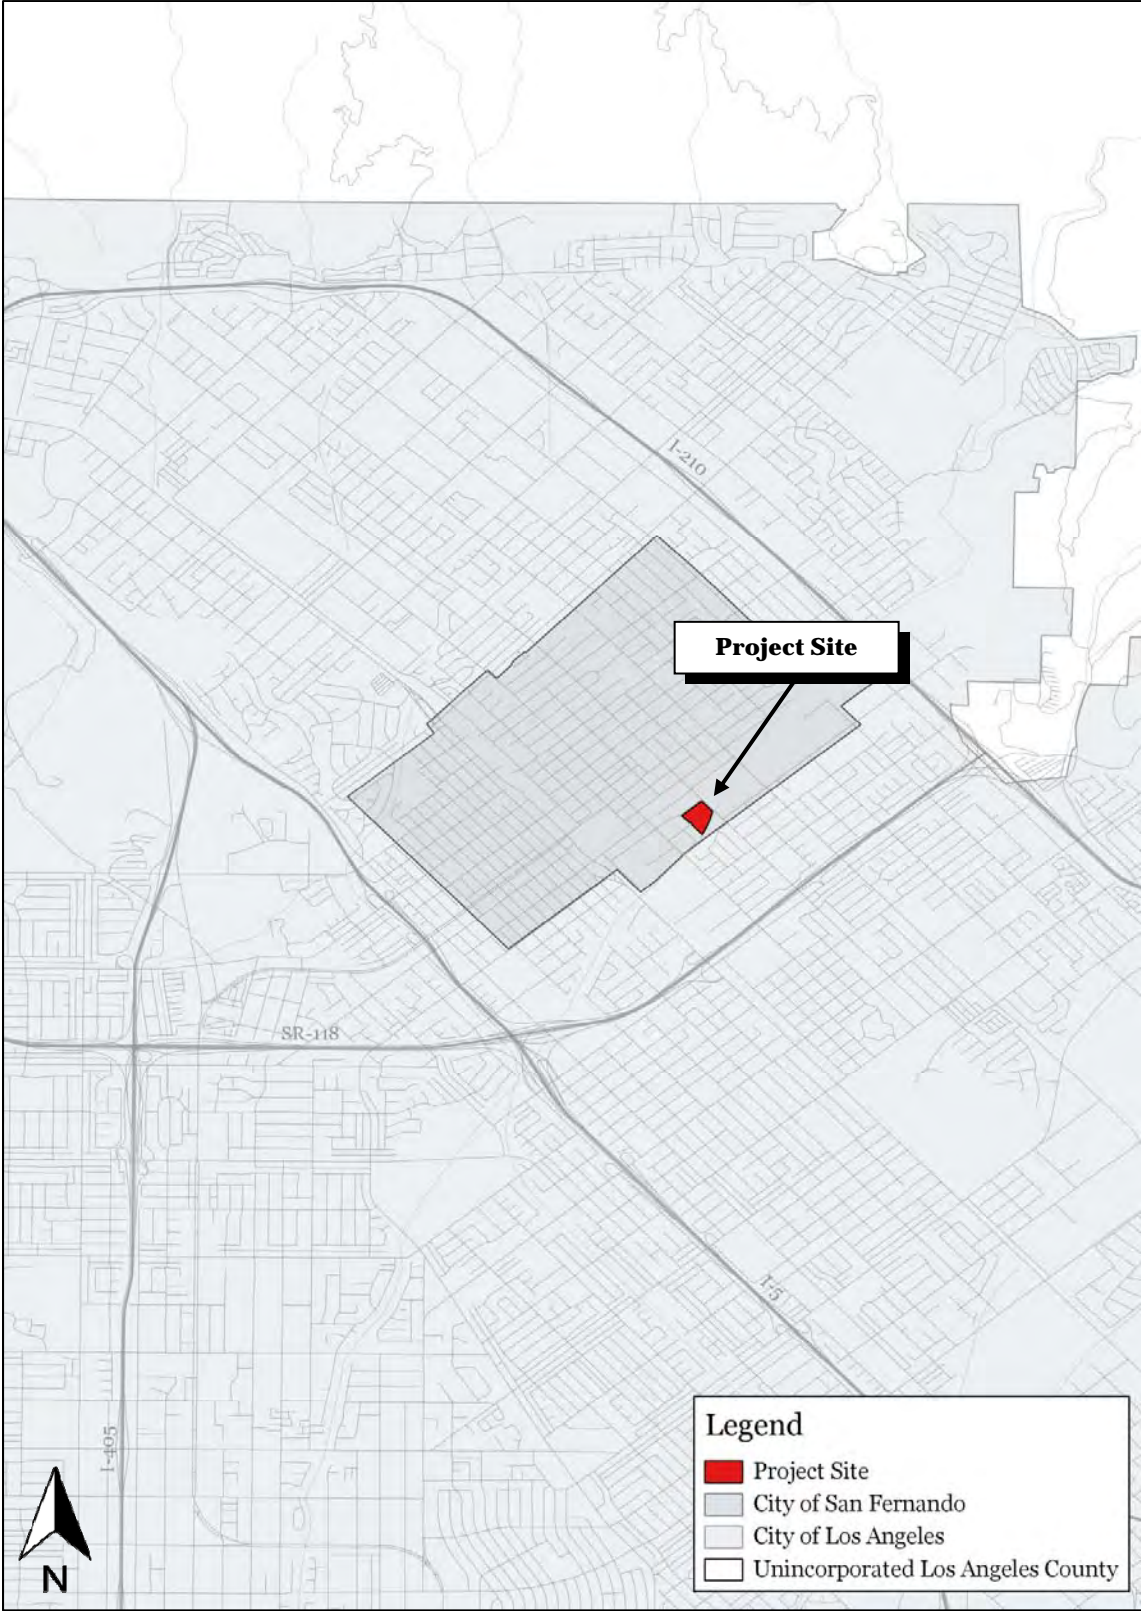 I-210
Project Site
SR-118
I-5
I-405
N
Legend
Project Site
City of San Fernando
City of Los Angeles
Unincorporated Los Angeles County